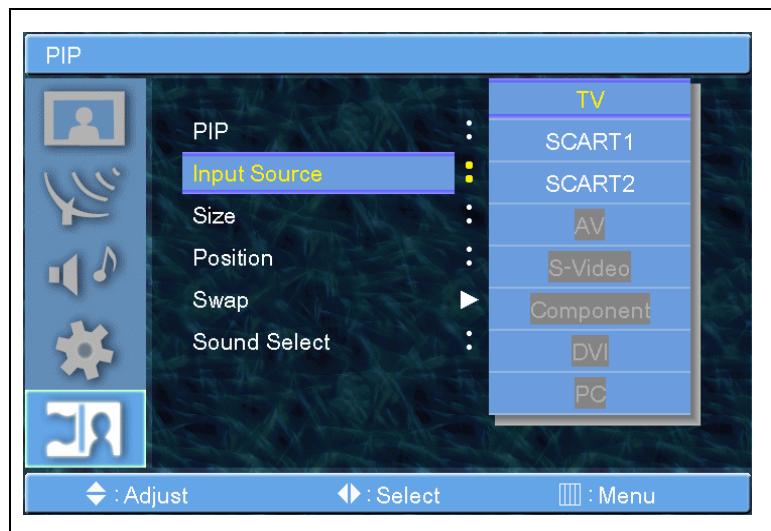 PIP
PIP :
Input Source :
Size :
Position :
Swap ▶
Sound Select :
TV
SCART1
SCART2
AV
S-Video
Component
DVI
PC
: Adjust
: Select
: Menu